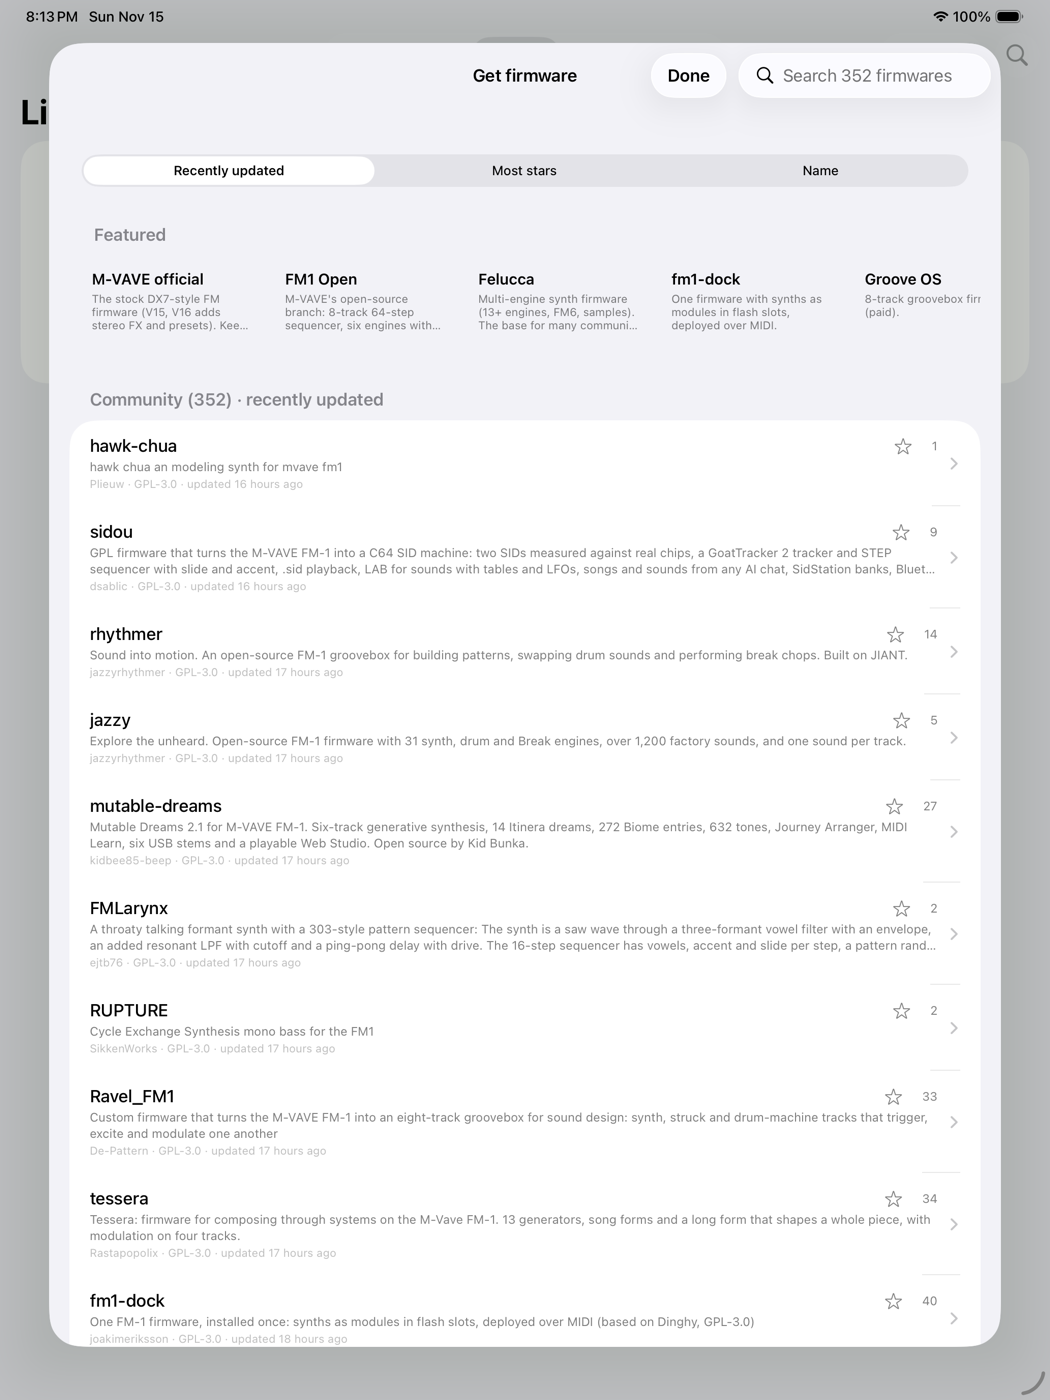 8:13 PM Sun Nov 15
100%
Li
Get firmware
Done
Search 352 firmwares
Recently updated
Most stars
Name
Featured
M-VAVE official
The stock DX7-style FM
firmware (V15, V16 adds
stereo FX and presets). Kee...
FM1 Open
M-VAVE's open-source
branch: 8-track 64-step
sequencer, six engines with...
Felucca
Multi-engine synth firmware
(13+ engines, FM6, samples).
The base for many communi...
fm1-dock
One firmware with synths as
modules in flash slots,
deployed over MIDI.
Groove OS
8-track groovebox firr
(paid).
Community (352) · recently updated
hawk-chua
1
hawk chua an modeling synth for mvave fm1
Plieuw · GPL-3.0 · updated 16 hours ago
sidou
9
GPL firmware that turns the M-VAVE FM-1 into a C64 SID machine: two SIDs measured against real chips, a GoatTracker 2 tracker and STEP
sequencer with slide and accent, .sid playback, LAB for sounds with tables and LFOs, songs and sounds from any AI chat, SidStation banks, Bluet...
dsablic · GPL-3.0 · updated 16 hours ago
rhythmer
14
Sound into motion. An open-source FM-1 groovebox for building patterns, swapping drum sounds and performing break chops. Built on JIANT.
jazzyrhythmer · GPL-3.0 · updated 17 hours ago
jazzy
5
Explore the unheard. Open-source FM-1 firmware with 31 synth, drum and Break engines, over 1,200 factory sounds, and one sound per track.
jazzyrhythmer · GPL-3.0 · updated 17 hours ago
mutable-dreams
27
Mutable Dreams 2.1 for M-VAVE FM-1. Six-track generative synthesis, 14 Itinera dreams, 272 Biome entries, 632 tones, Journey Arranger, MIDI
Learn, six USB stems and a playable Web Studio. Open source by Kid Bunka.
kidbee85-beep · GPL-3.0 · updated 17 hours ago
FMLarynx
2
A throaty talking formant synth with a 303-style pattern sequencer: The synth is a saw wave through a three-formant vowel filter with an envelope,
an added resonant LPF with cutoff and a ping-pong delay with drive. The 16-step sequencer has vowels, accent and slide per step, a pattern rand...
ejtb76 · GPL-3.0 · updated 17 hours ago
RUPTURE
2
Cycle Exchange Synthesis mono bass for the FM1
SikkenWorks · GPL-3.0 · updated 17 hours ago
Ravel_FM1
33
Custom firmware that turns the M-VAVE FM-1 into an eight-track groovebox for sound design: synth, struck and drum-machine tracks that trigger,
excite and modulate one another
De-Pattern · GPL-3.0 · updated 17 hours ago
tessera
34
Tessera: firmware for composing through systems on the M-Vave FM-1. 13 generators, song forms and a long form that shapes a whole piece, with
modulation on four tracks.
Rastapopolix · GPL-3.0 · updated 17 hours ago
fm1-dock
40
One FM-1 firmware, installed once: synths as modules in flash slots, deployed over MIDI (based on Dinghy, GPL-3.0)
joakimeriksson · GPL-3.0 · updated 18 hours ago